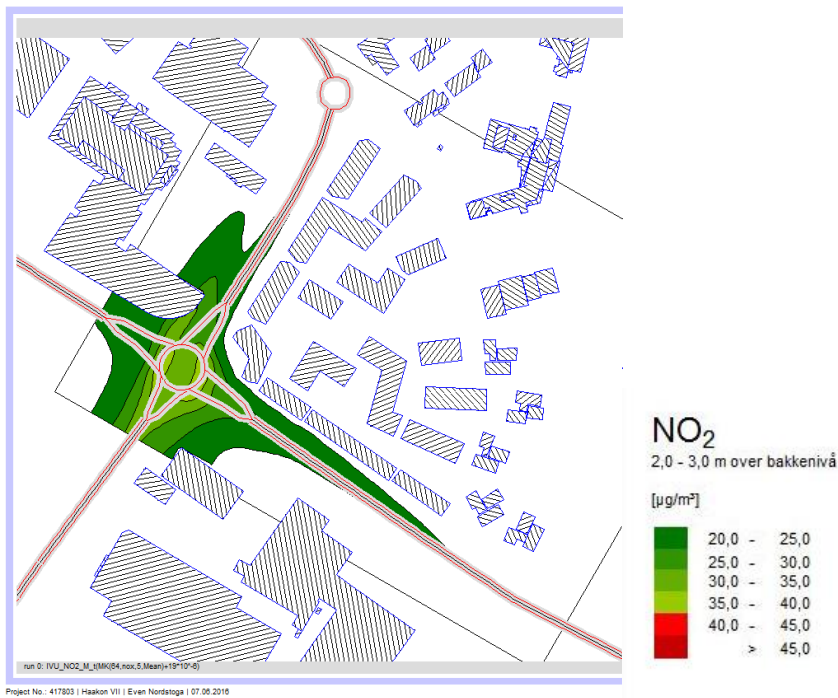 NO₂
2,0 - 3,0 m over bakkenivå
[µg/m³]
20,0 - 25,0
25,0 - 30,0
30,0 - 35,0
35,0 - 40,0
40,0 - 45,0
> 45,0
run 0: IVU_NO2_M_t(MK(64,nox,5,Mean)+19*10^-6)
Project No.: 417803 | Haakon VII | Even Nordstoga | 07.06.2016